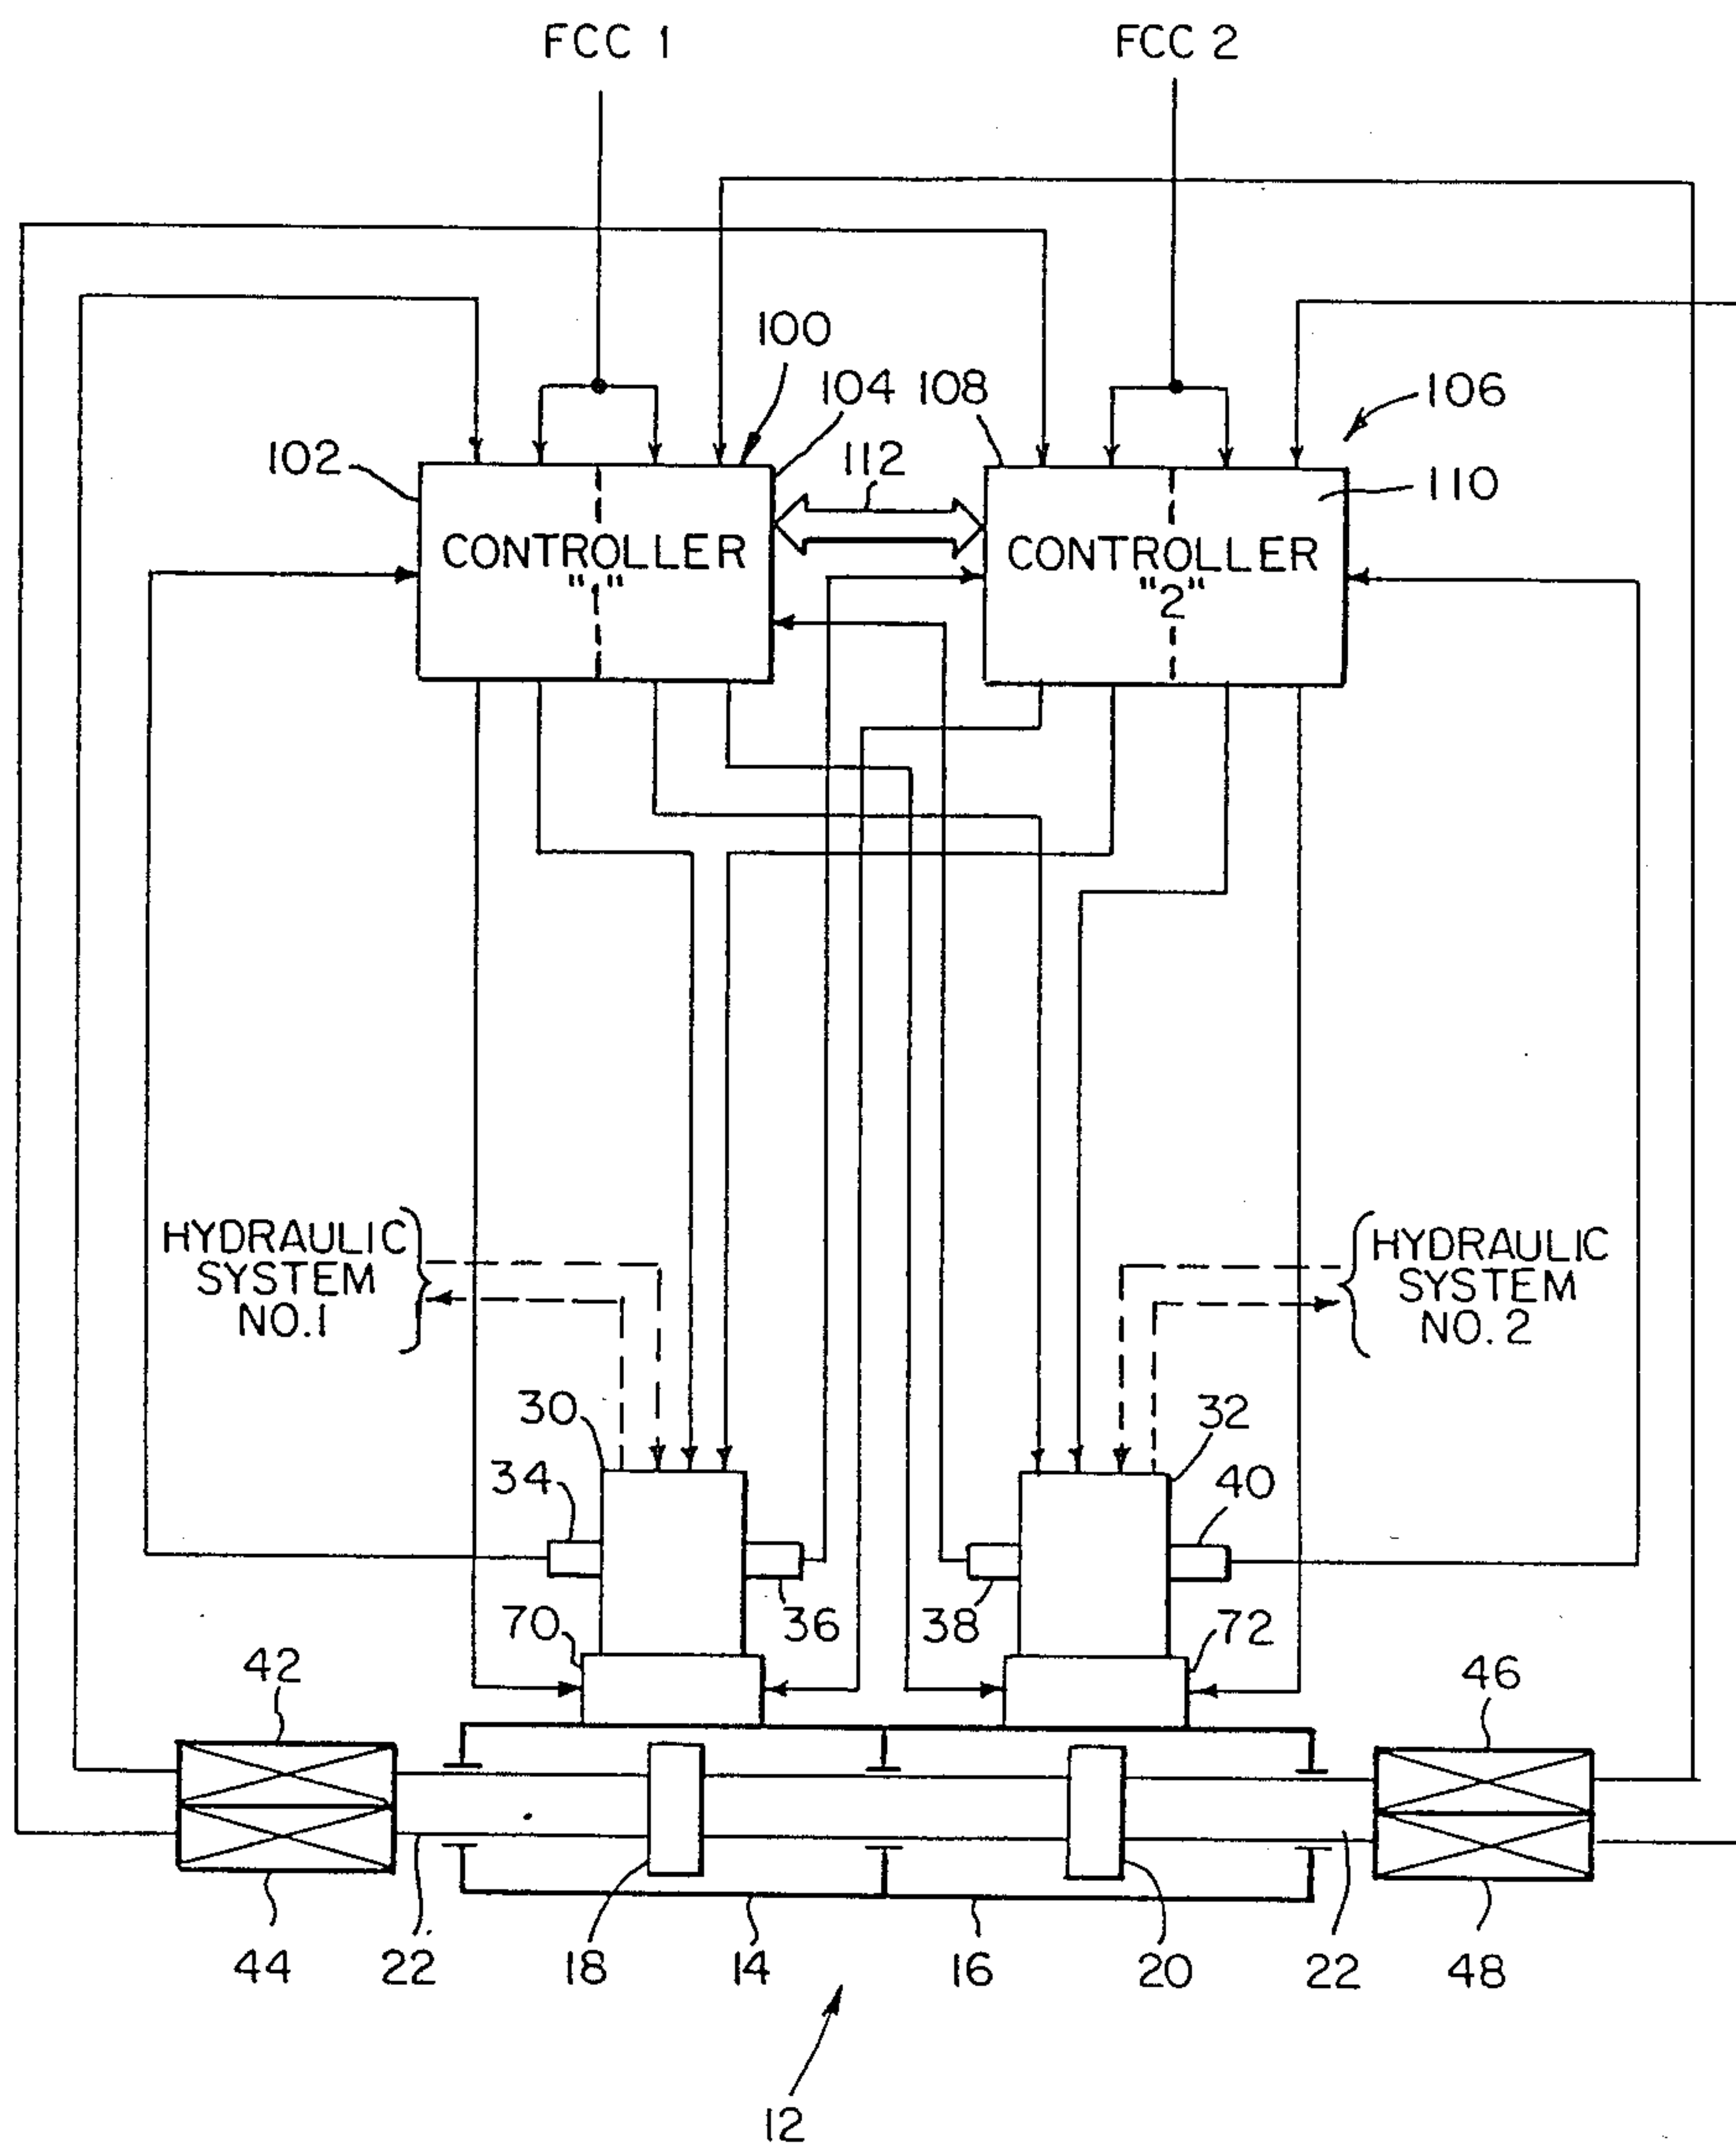 FCC 1
FCC 2
100
104
108
106
102
112
110
CONTROLLER
"1"
CONTROLLER
"2"
HYDRAULIC
SYSTEM
NO.1
HYDRAULIC
SYSTEM
NO. 2
30
32
34
40
70
36
38
72
42
46
44
22
18
14
16
20
22
48
12